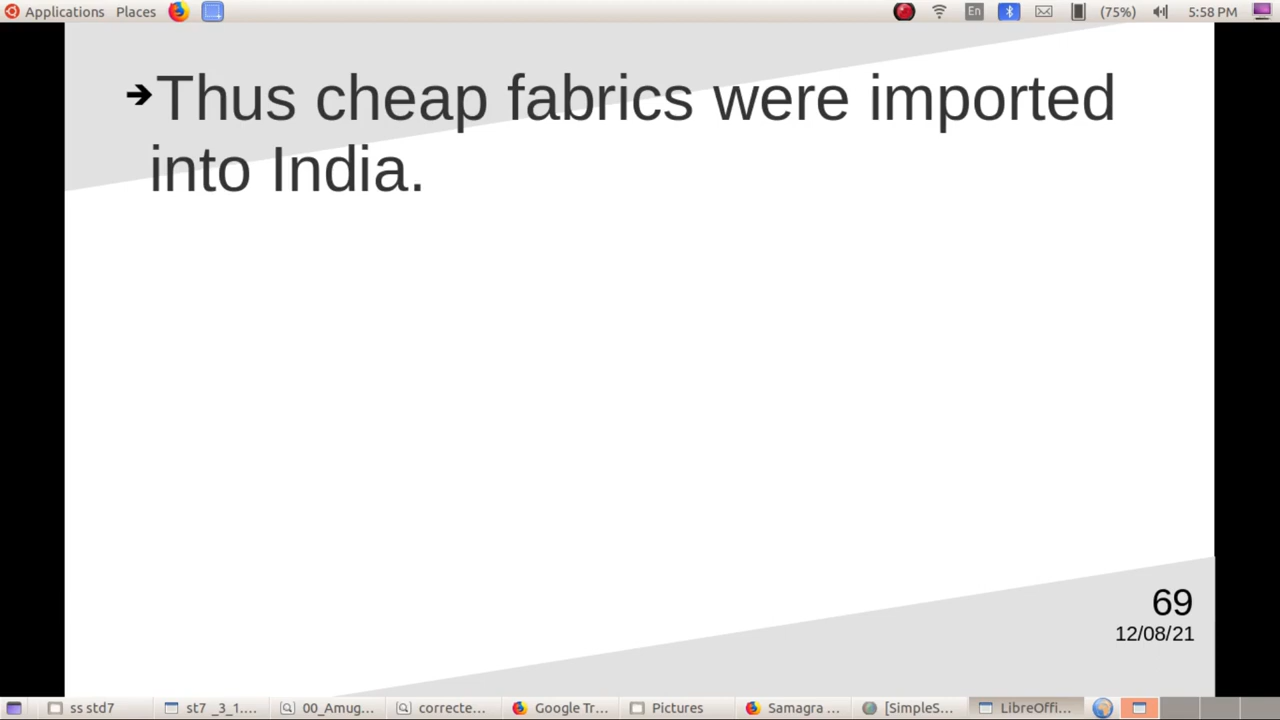 Applications Places En (75%) 5:58 PM
➔Thus cheap fabrics were imported
into India.
69
12/08/21
ss std7 st7 _3_1.... 00_Amug... orrecte... Google Tr... Pictures Samagra ... [SimpleS... LibreOffi...